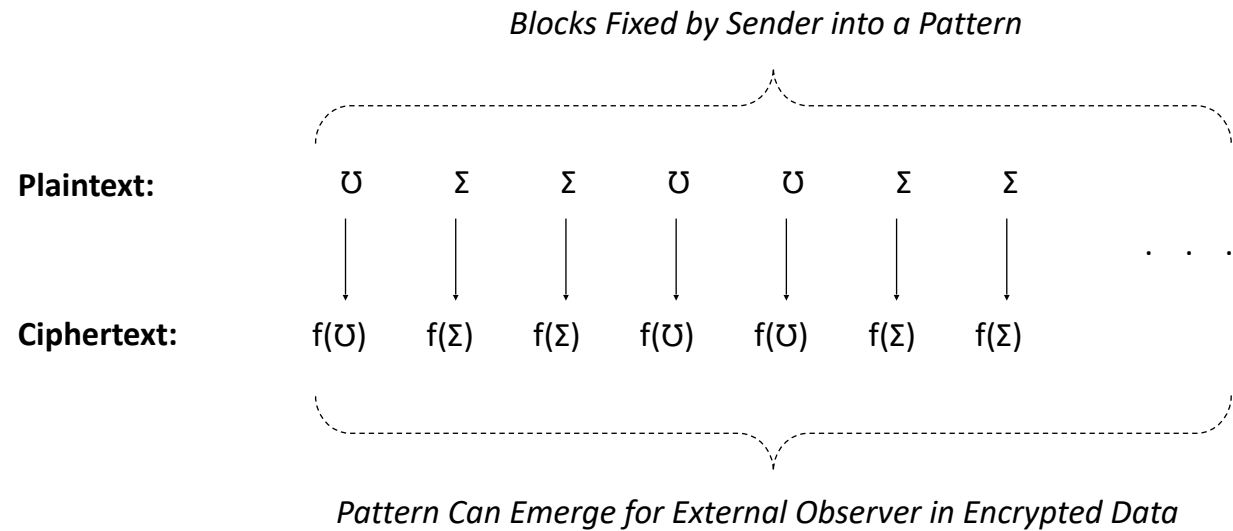 Blocks Fixed by Sender into a Pattern
Plaintext: Ʊ Σ Σ Ʊ Ʊ Σ Σ
. . .
Ciphertext: f(Ʊ) f(Σ) f(Σ) f(Ʊ) f(Ʊ) f(Σ) f(Σ)
Pattern Can Emerge for External Observer in Encrypted Data